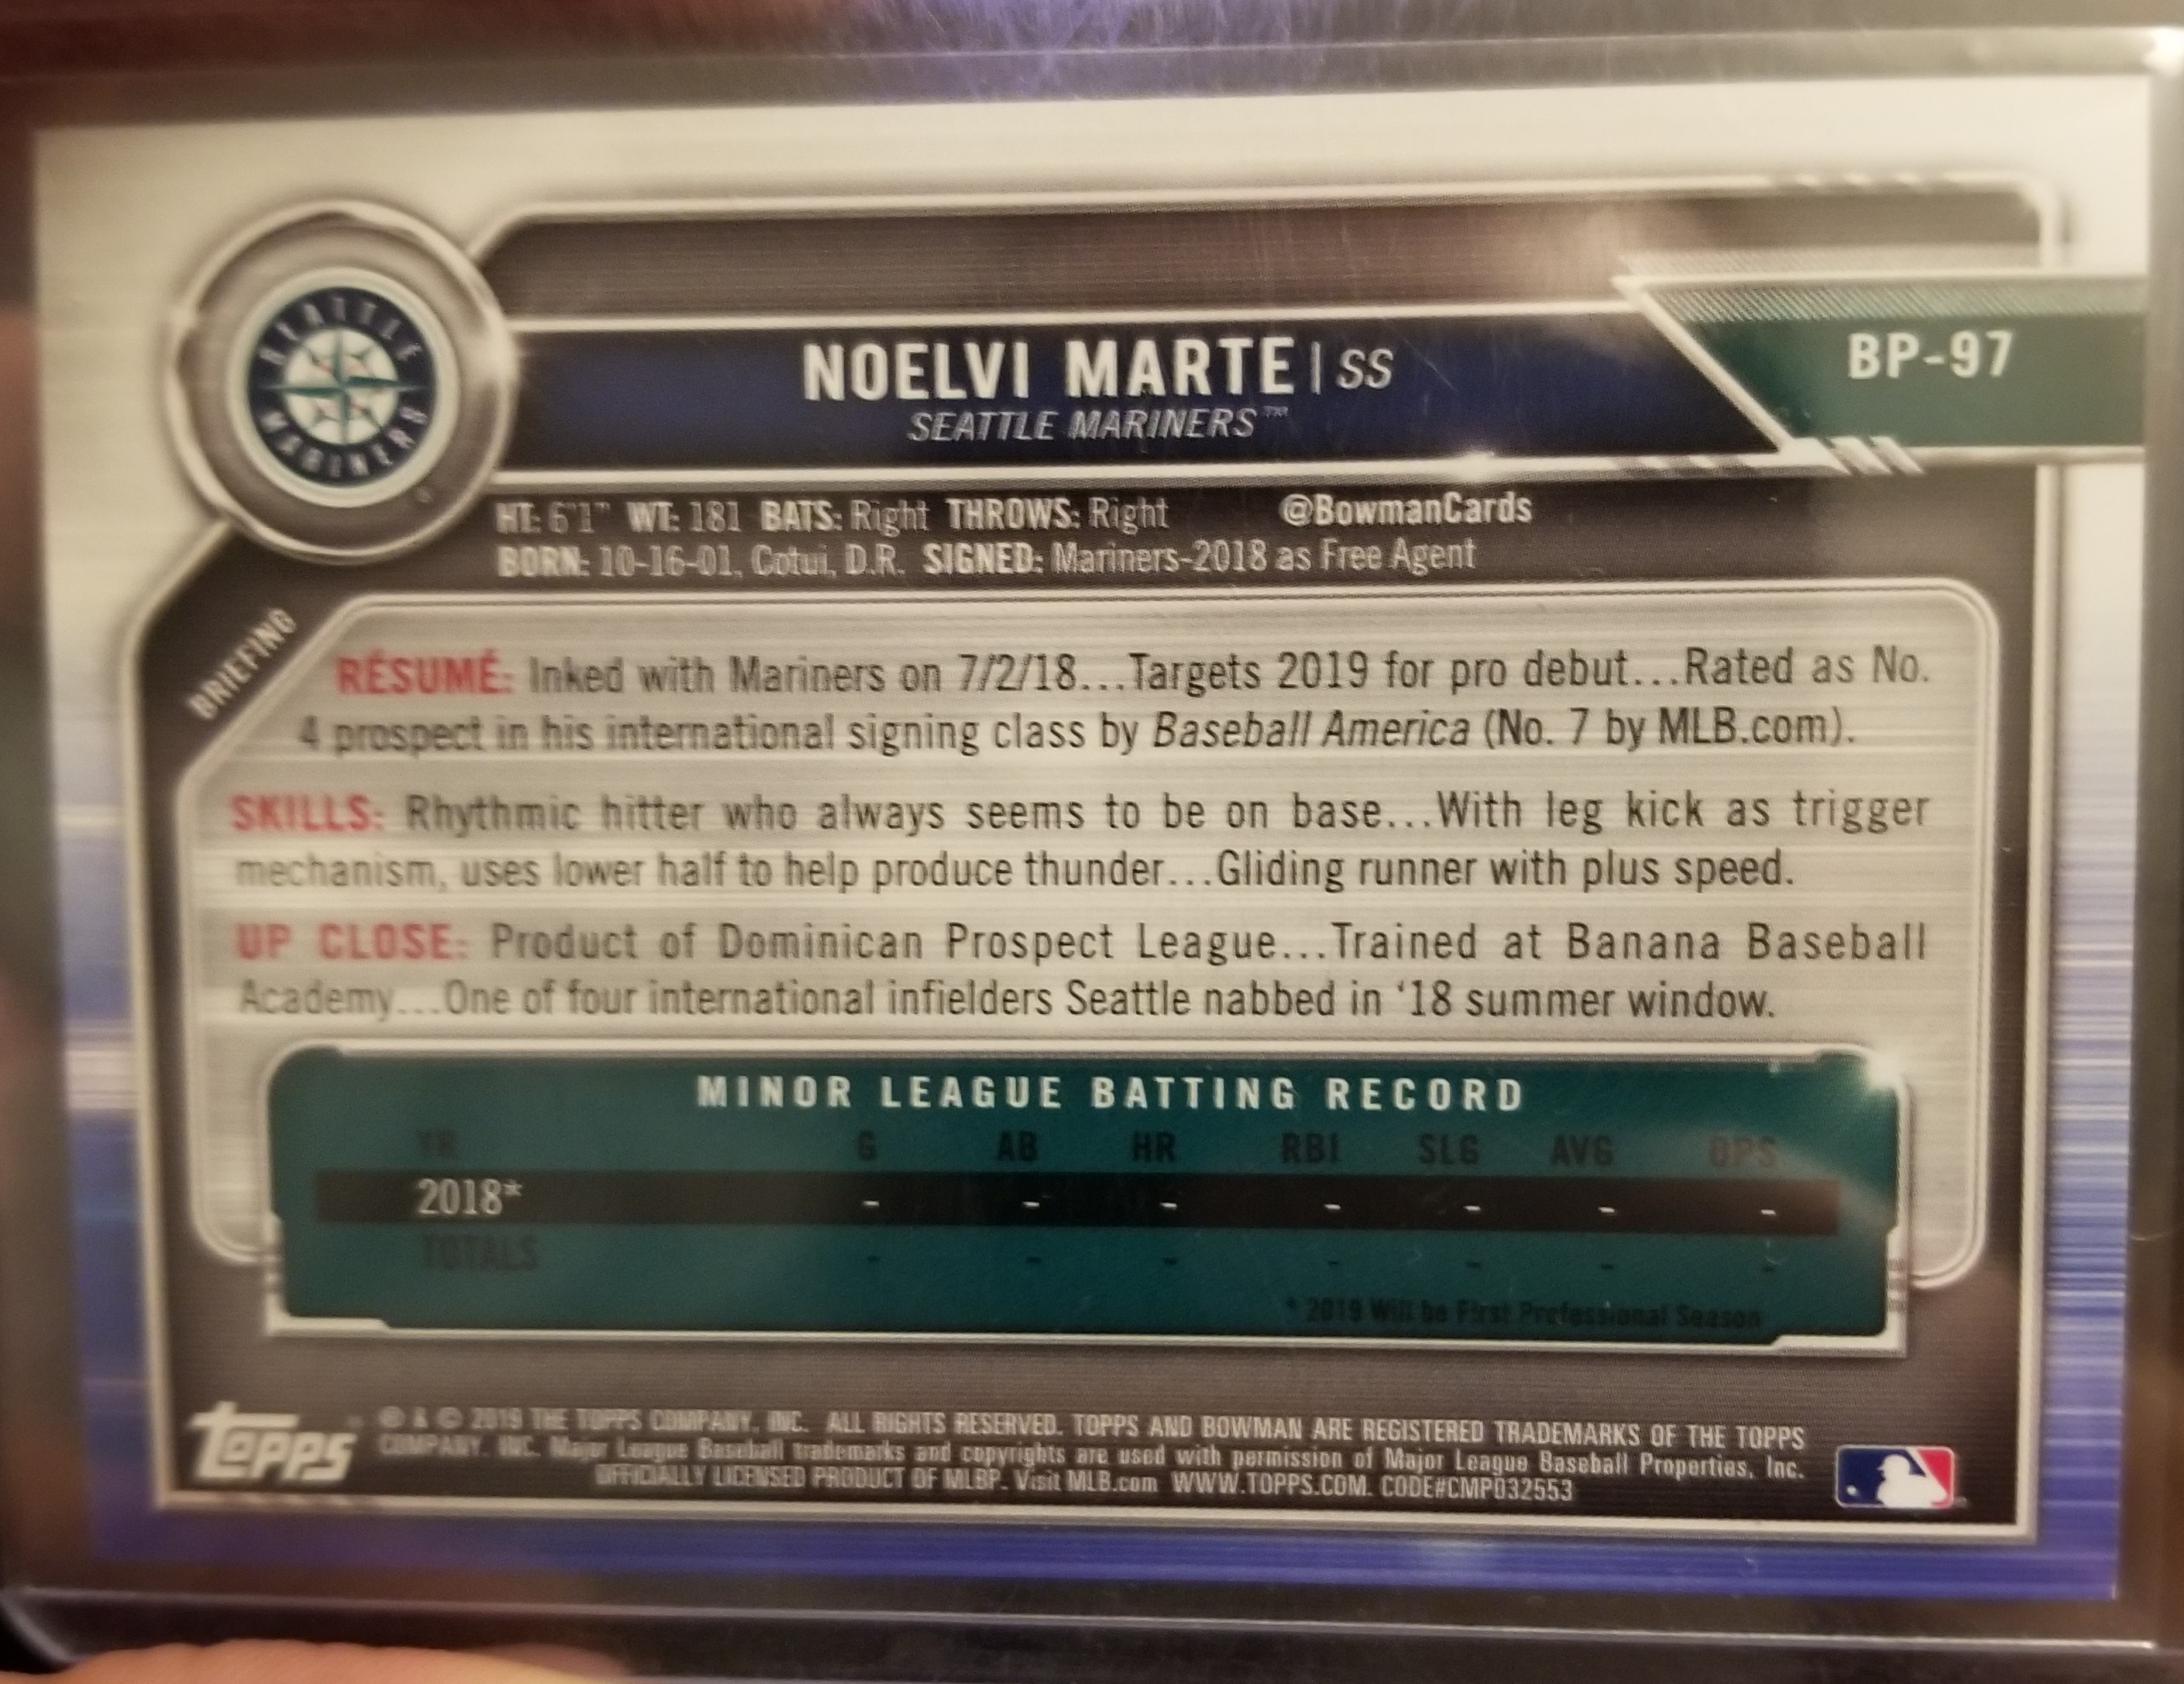 SEATTLE
MARINERS
NOELVI MARTE | SS
SEATTLE MARINERS™
BP-97
HT: 6'1" WT: 181 BATS: Right THROWS: Right @BowmanCards
BORN: 10-16-01, Cotui, D.R. SIGNED: Mariners-2018 as Free Agent
BRIEFING
RÉSUMÉ: Inked with Mariners on 7/2/18...Targets 2019 for pro debut...Rated as No.
4 prospect in his international signing class by Baseball America (No. 7 by MLB.com).
SKILLS: Rhythmic hitter who always seems to be on base...With leg kick as trigger
mechanism, uses lower half to help produce thunder...Gliding runner with plus speed.
UP CLOSE: Product of Dominican Prospect League...Trained at Banana Baseball
Academy...One of four international infielders Seattle nabbed in '18 summer window.
MINOR LEAGUE BATTING RECORD
YR G AB HR RBI SLG AVG OPS
2018* - - - - - - -
TOTALS - - - - - - -
* 2019 Will be First Professional Season
topps
® & © 2019 THE TOPPS COMPANY, INC. ALL RIGHTS RESERVED. TOPPS AND BOWMAN ARE REGISTERED TRADEMARKS OF THE TOPPS
COMPANY, INC. Major League Baseball trademarks and copyrights are used with permission of Major League Baseball Properties, Inc.
OFFICIALLY LICENSED PRODUCT OF MLBP. Visit MLB.com WWW.TOPPS.COM. CODE#CMP032553